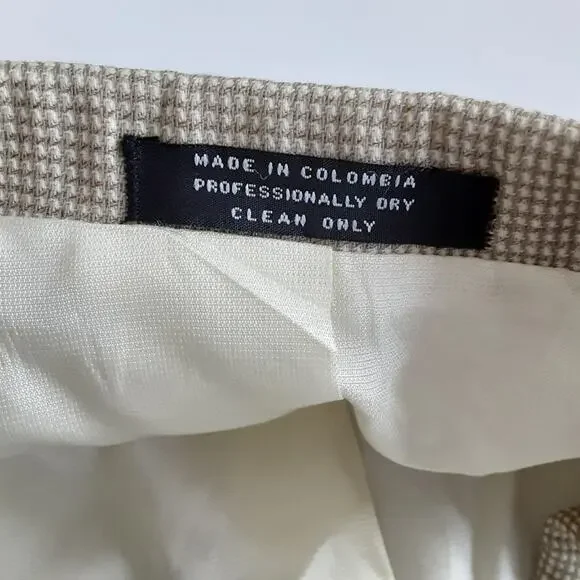 MADE IN COLOMBIA
PROFESSIONALLY DRY
CLEAN ONLY